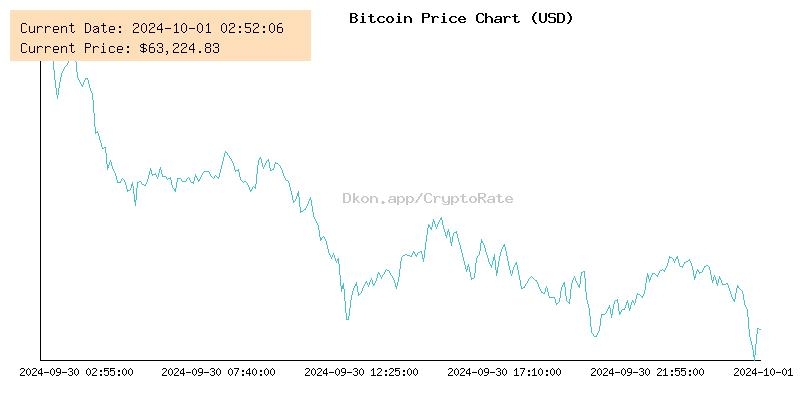 Bitcoin Price Chart (USD)
Current Date: 2024-10-01 02:52:06
Current Price: $63,224.83
Dkon.app/CryptoRate
2024-09-30 02:55:00
2024-09-30 07:40:00
2024-09-30 12:25:00
2024-09-30 17:10:00
2024-09-30 21:55:00
2024-10-01